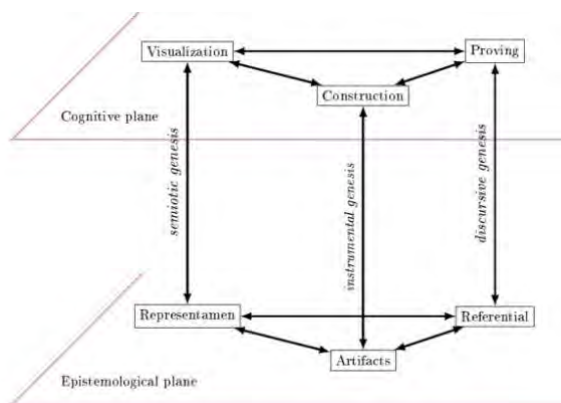 Visualization
Proving
Construction
Cognitive plane
semiotic genesis
instrumental genesis
discursive genesis
Representamen
Referential
Artifacts
Epistemological plane